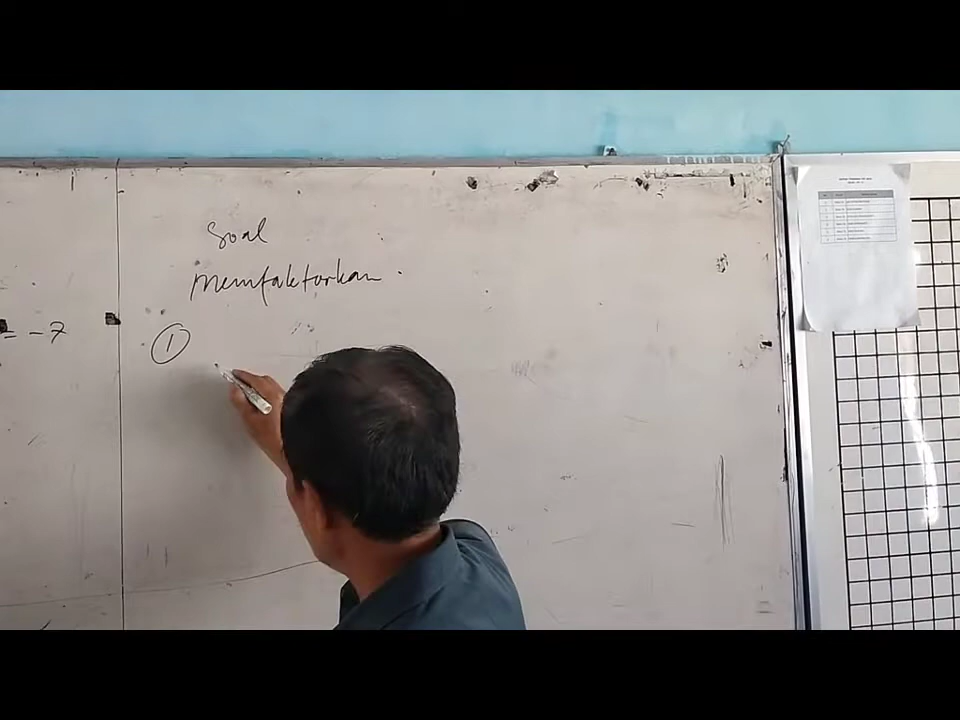 Soal
Memfaktorkan .
= -7
①